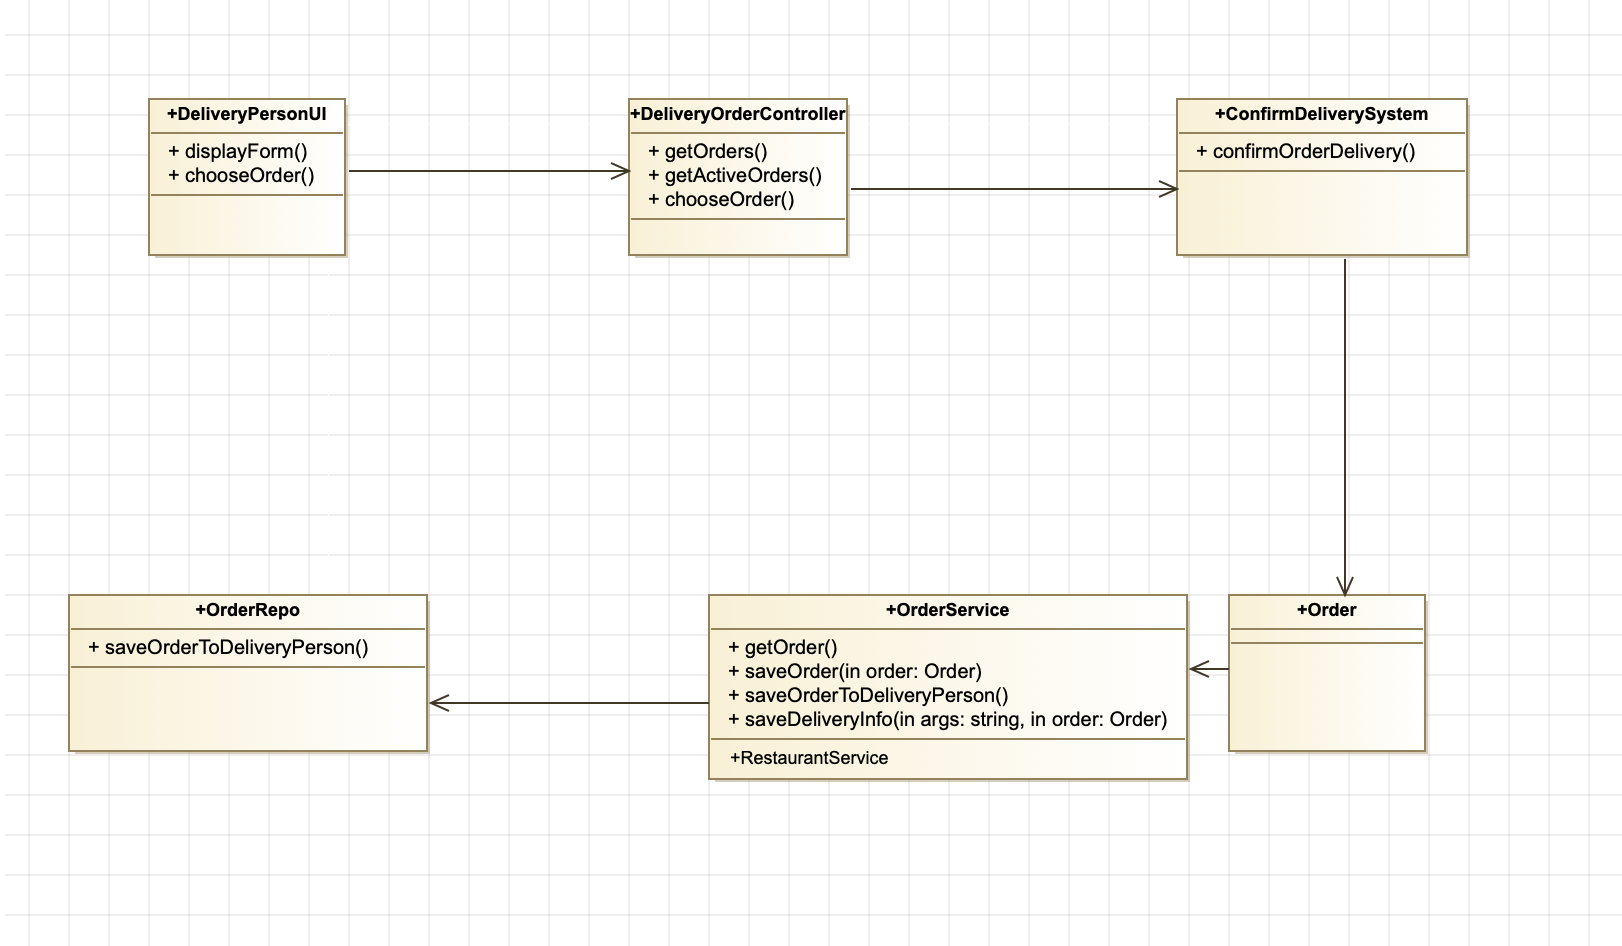 +DeliveryPersonUI
+ displayForm()
+ chooseOrder()
+DeliveryOrderController
+ getOrders()
+ getActiveOrders()
+ chooseOrder()
+ConfirmDeliverySystem
+ confirmOrderDelivery()
+OrderRepo
+ saveOrderToDeliveryPerson()
+OrderService
+ getOrder()
+ saveOrder(in order: Order)
+ saveOrderToDeliveryPerson()
+ saveDeliveryInfo(in args: string, in order: Order)
+RestaurantService
+Order